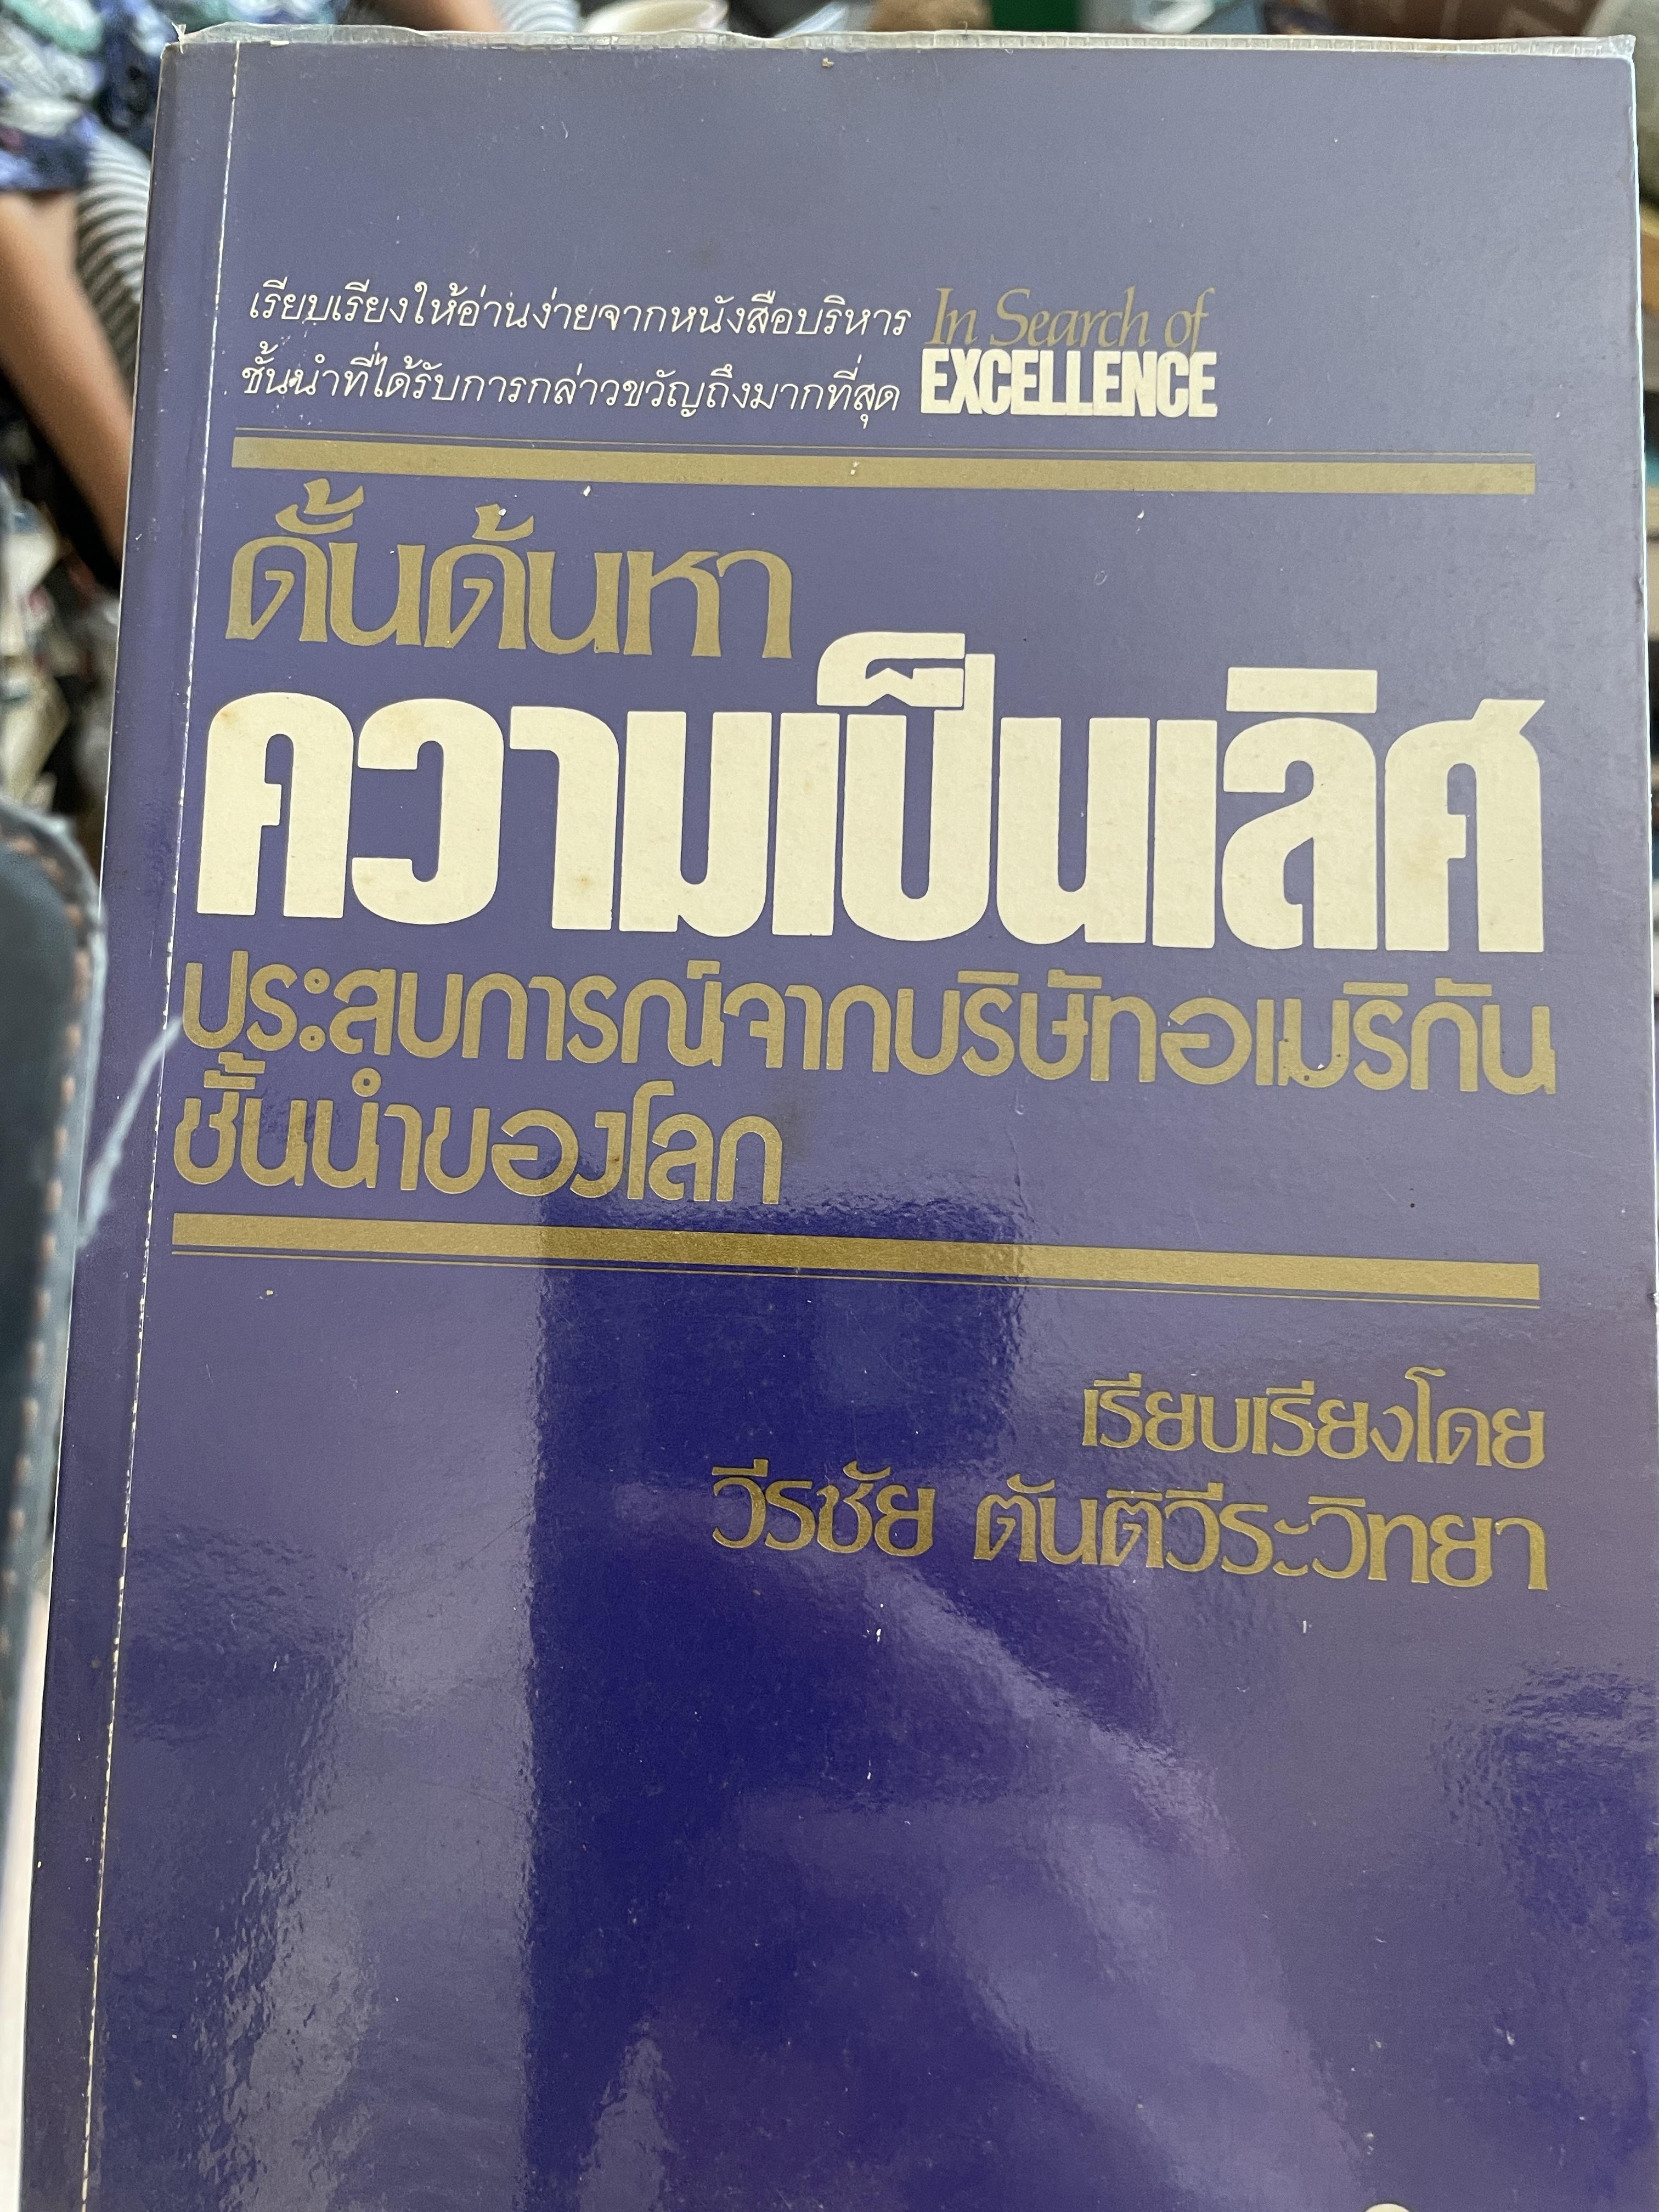 เรียบเรียงให้อ่านง่ายจากหนังสือบริหาร In Search of
ชั้นนำที่ได้รับการกล่าวขวัญถึงมากที่สุด EXCELLENCE
ดั้นด้นหา
ความเป็นเลิศ
ประสบการณ์จากบริษัทอเมริกัน
ชั้นนำของโลก
เรียบเรียงโดย
วีรชัย ตันติวีระวิทยา